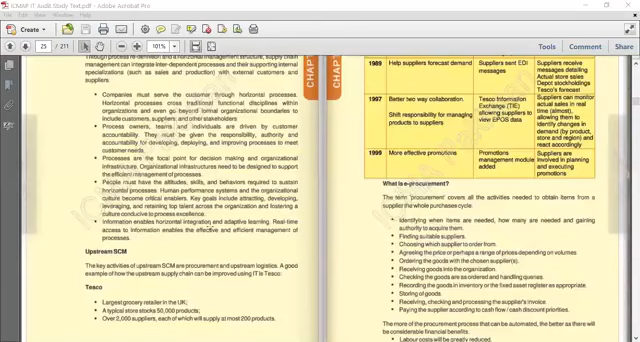 ICMAP IT Audit Study Text.pdf - Adobe Acrobat Pro
File Edit View Window Help
Create
25 / 211
101%
Tools Comment Share
Through process re-definition and a horizontal management structure, supply chain
management can integrate inter-dependent processes and their supporting internal
specializations (such as sales and production) with external customers and
suppliers:
• Companies must serve the customer through horizontal processes.
Horizontal processes cross traditional functional disciplines within
organizations and even go beyond formal organizational boundaries to
include customers, suppliers, and other stakeholders
• Process owners, teams and individuals are driven by customer accountability.
They must be given the responsibility, authority and
accountability for developing, deploying, and improving processes to meet
customer needs.
• Processes are the focal point for decision making and organizational
infrastructure. Organizational infrastructures need to be designed to support
the efficient management of processes.
• People must have the attitudes, skills, and behaviors required to sustain
horizontal processes. Human performance systems and the organizational
culture become critical enablers. Key goals include attracting, developing,
leveraging, and retaining top talent across the organization and fostering a
culture conducive to process excellence.
• Information enables horizontal integration and adaptive learning. Real-time
access to information enables the effective and efficient management of
processes.
Upstream SCM
The key activities of upstream SCM are procurement and upstream logistics. A good
example of how the upstream supply chain can be improved using IT is Tesco:
Tesco
• Largest grocery retailer in the UK;
• A typical store stocks 50,000 products;
• Over 2,000 suppliers, each of which will supply at most 200 products.
CHAPT
CHAPT
1989 Help suppliers forecast demand Suppliers sent EDI messages Suppliers receive messages detailing Actual store sales Depot stockholdings Tesco's forecast
1997 Better two way collaboration. Shift responsibility for managing products to suppliers Tesco Information Exchange (TIE) allowing suppliers to view EPOS data Suppliers can monitor actual sales in real time (almost), allowing them to identify changes in demand (by product, store and region) and react accordingly
1999 More effective promotions Promotions management module added Suppliers are involved in planning and executing promotions
What is e-procurement?
The term 'procurement' covers all the activities needed to obtain items from a
supplier the whole purchases cycle.
• Identifying when items are needed, how many are needed and gaining
authority to acquire them.
• Finding suitable suppliers.
• Choosing which supplier to order from.
• Agreeing the price or perhaps a range of prices depending on volumes.
• Ordering the goods with the chosen supplier(s).
• Receiving goods into the organization.
• Checking the goods are as ordered and handling queries.
• Recording the goods in inventory or the fixed asset register as appropriate.
• Storing of goods.
• Receiving, checking and processing the supplier's invoice.
• Paying the supplier according to cash flow / cash discount priorities.
The more of the procurement process that can be automated, the better as there will
be considerable financial benefits.
• Labour costs will be greatly reduced.